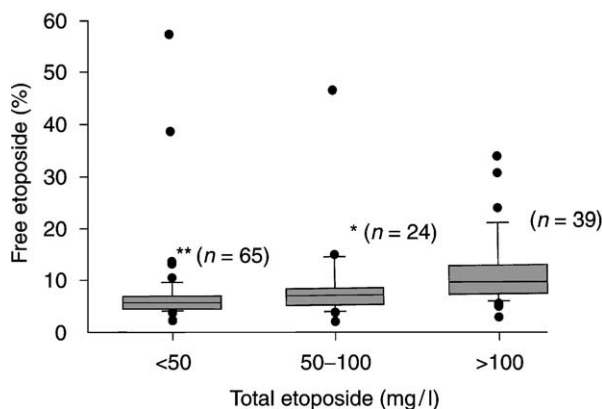 60
50
40
30
20
10
0
Free etoposide (%)
** (n = 65)
* (n = 24)
(n = 39)
<50
50–100
>100
Total etoposide (mg/l)